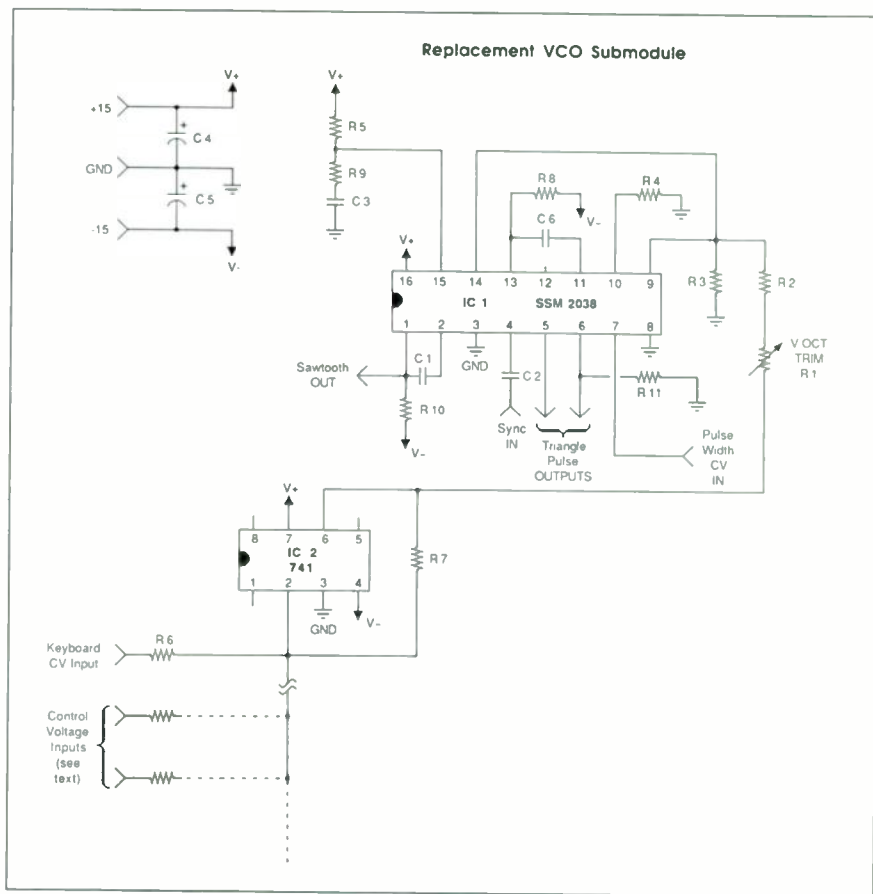 Replacement VCO Submodule
V+
+15
C4
GND
C5
-15
V-
V+
R5
R9
C3
R8
V-
C6
R4
V+
16 15 14 13 12 11 10 9
IC 1 SSM 2038
1 2 3 4 5 6 7 8
R3
R2
V OCT
TRIM
R1
Sawtooth
OUT
C1
R10
V-
GND
C2
Sync
IN
Triangle
Pulse
OUTPUTS
R11
Pulse
Width
CV
IN
V+
8 7 6 5
IC 2
741
1 2 3 4
GND
V-
R7
Keyboard
CV Input
R6
Control
Voltage
Inputs
(see
text)